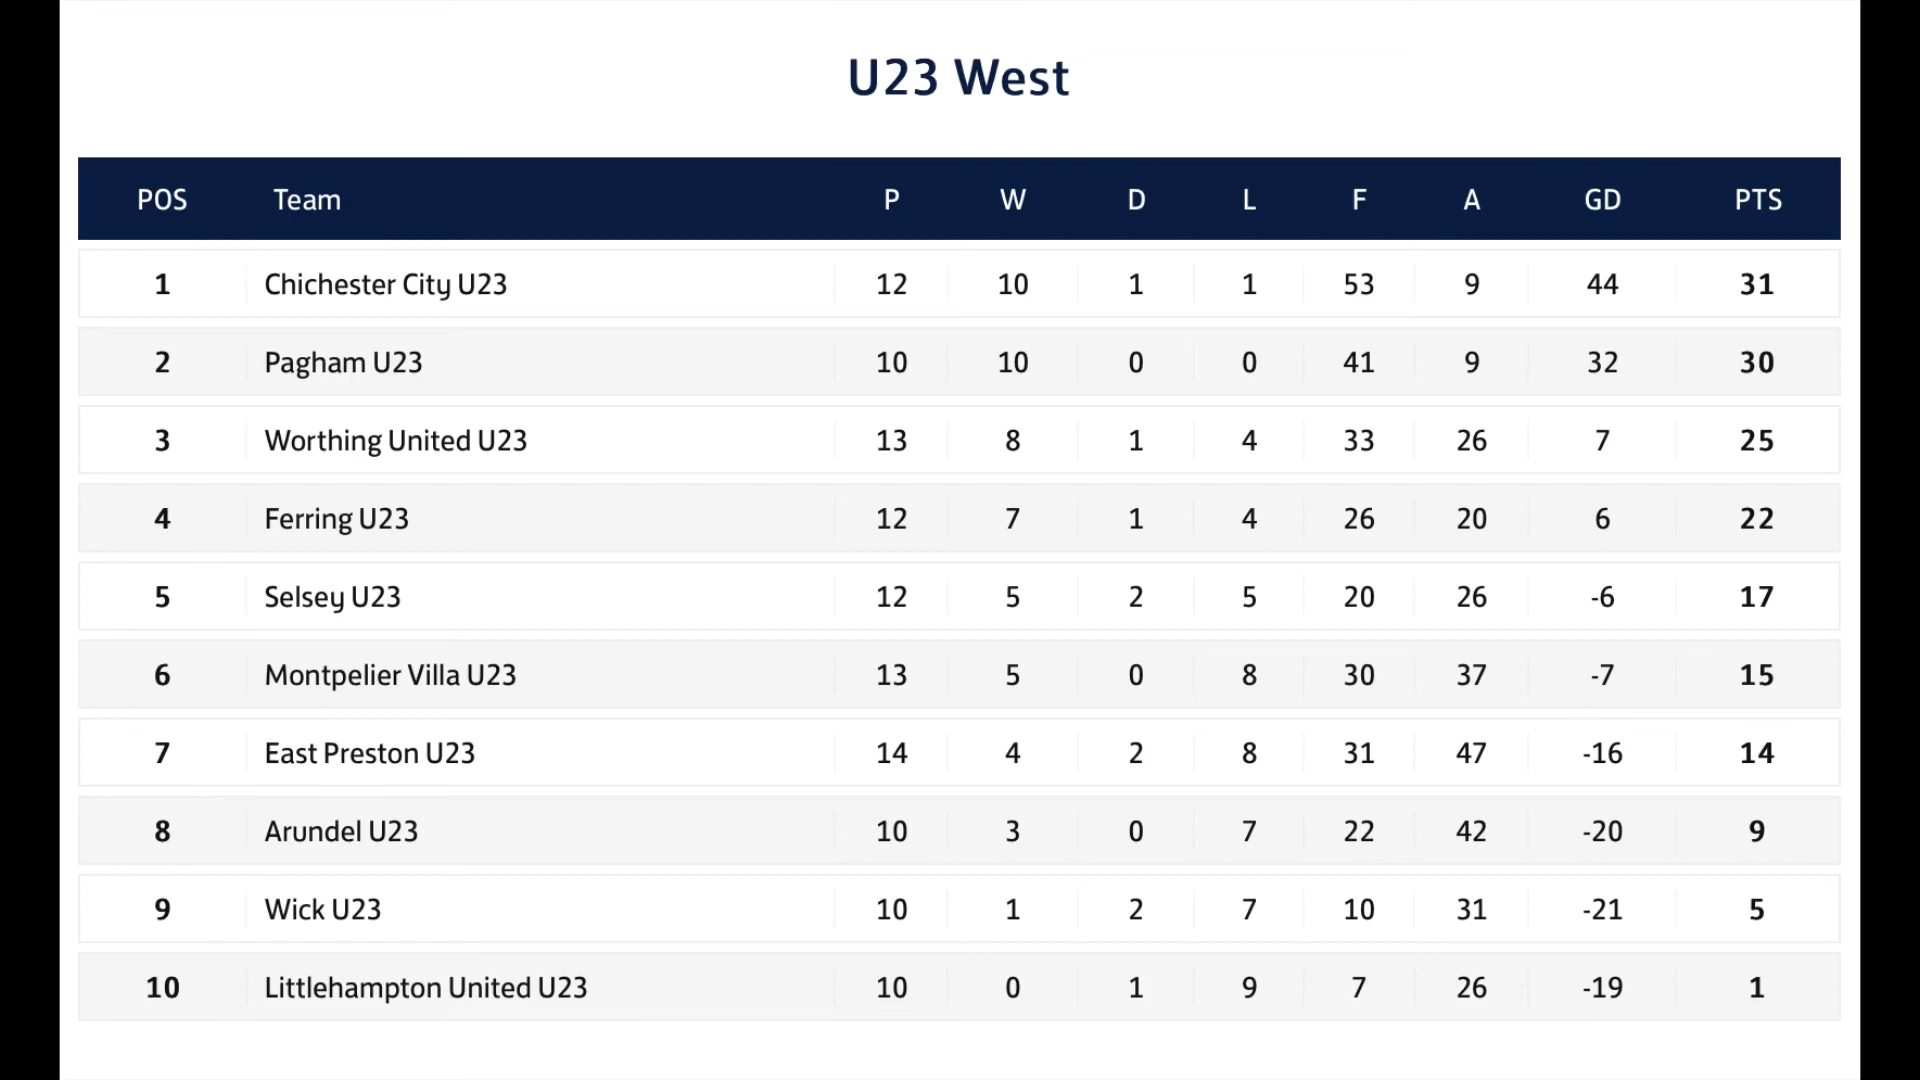 U23 West
POS Team P W D L F A GD PTS
1 Chichester City U23 12 10 1 1 53 9 44 31
2 Pagham U23 10 10 0 0 41 9 32 30
3 Worthing United U23 13 8 1 4 33 26 7 25
4 Ferring U23 12 7 1 4 26 20 6 22
5 Selsey U23 12 5 2 5 20 26 -6 17
6 Montpelier Villa U23 13 5 0 8 30 37 -7 15
7 East Preston U23 14 4 2 8 31 47 -16 14
8 Arundel U23 10 3 0 7 22 42 -20 9
9 Wick U23 10 1 2 7 10 31 -21 5
10 Littlehampton United U23 10 0 1 9 7 26 -19 1